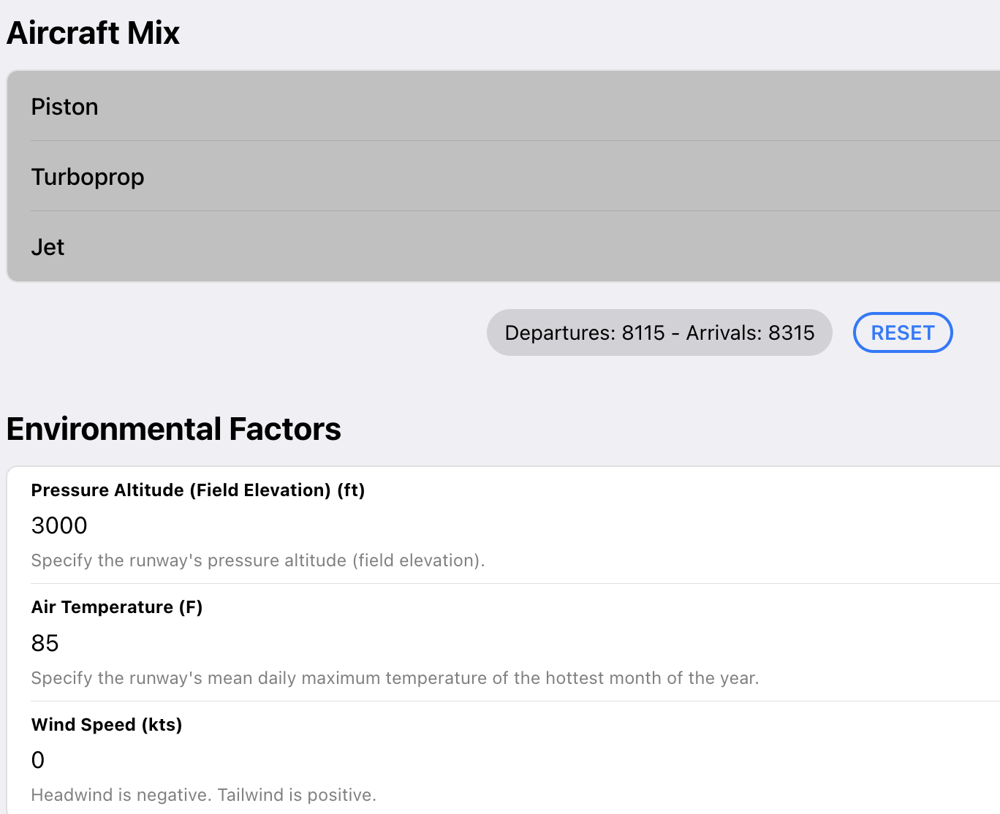 Aircraft Mix
Piston
Turboprop
Jet
Departures: 8115 - Arrivals: 8315
RESET
Environmental Factors
Pressure Altitude (Field Elevation) (ft)
3000
Specify the runway's pressure altitude (field elevation).
Air Temperature (F)
85
Specify the runway's mean daily maximum temperature of the hottest month of the year.
Wind Speed (kts)
0
Headwind is negative. Tailwind is positive.